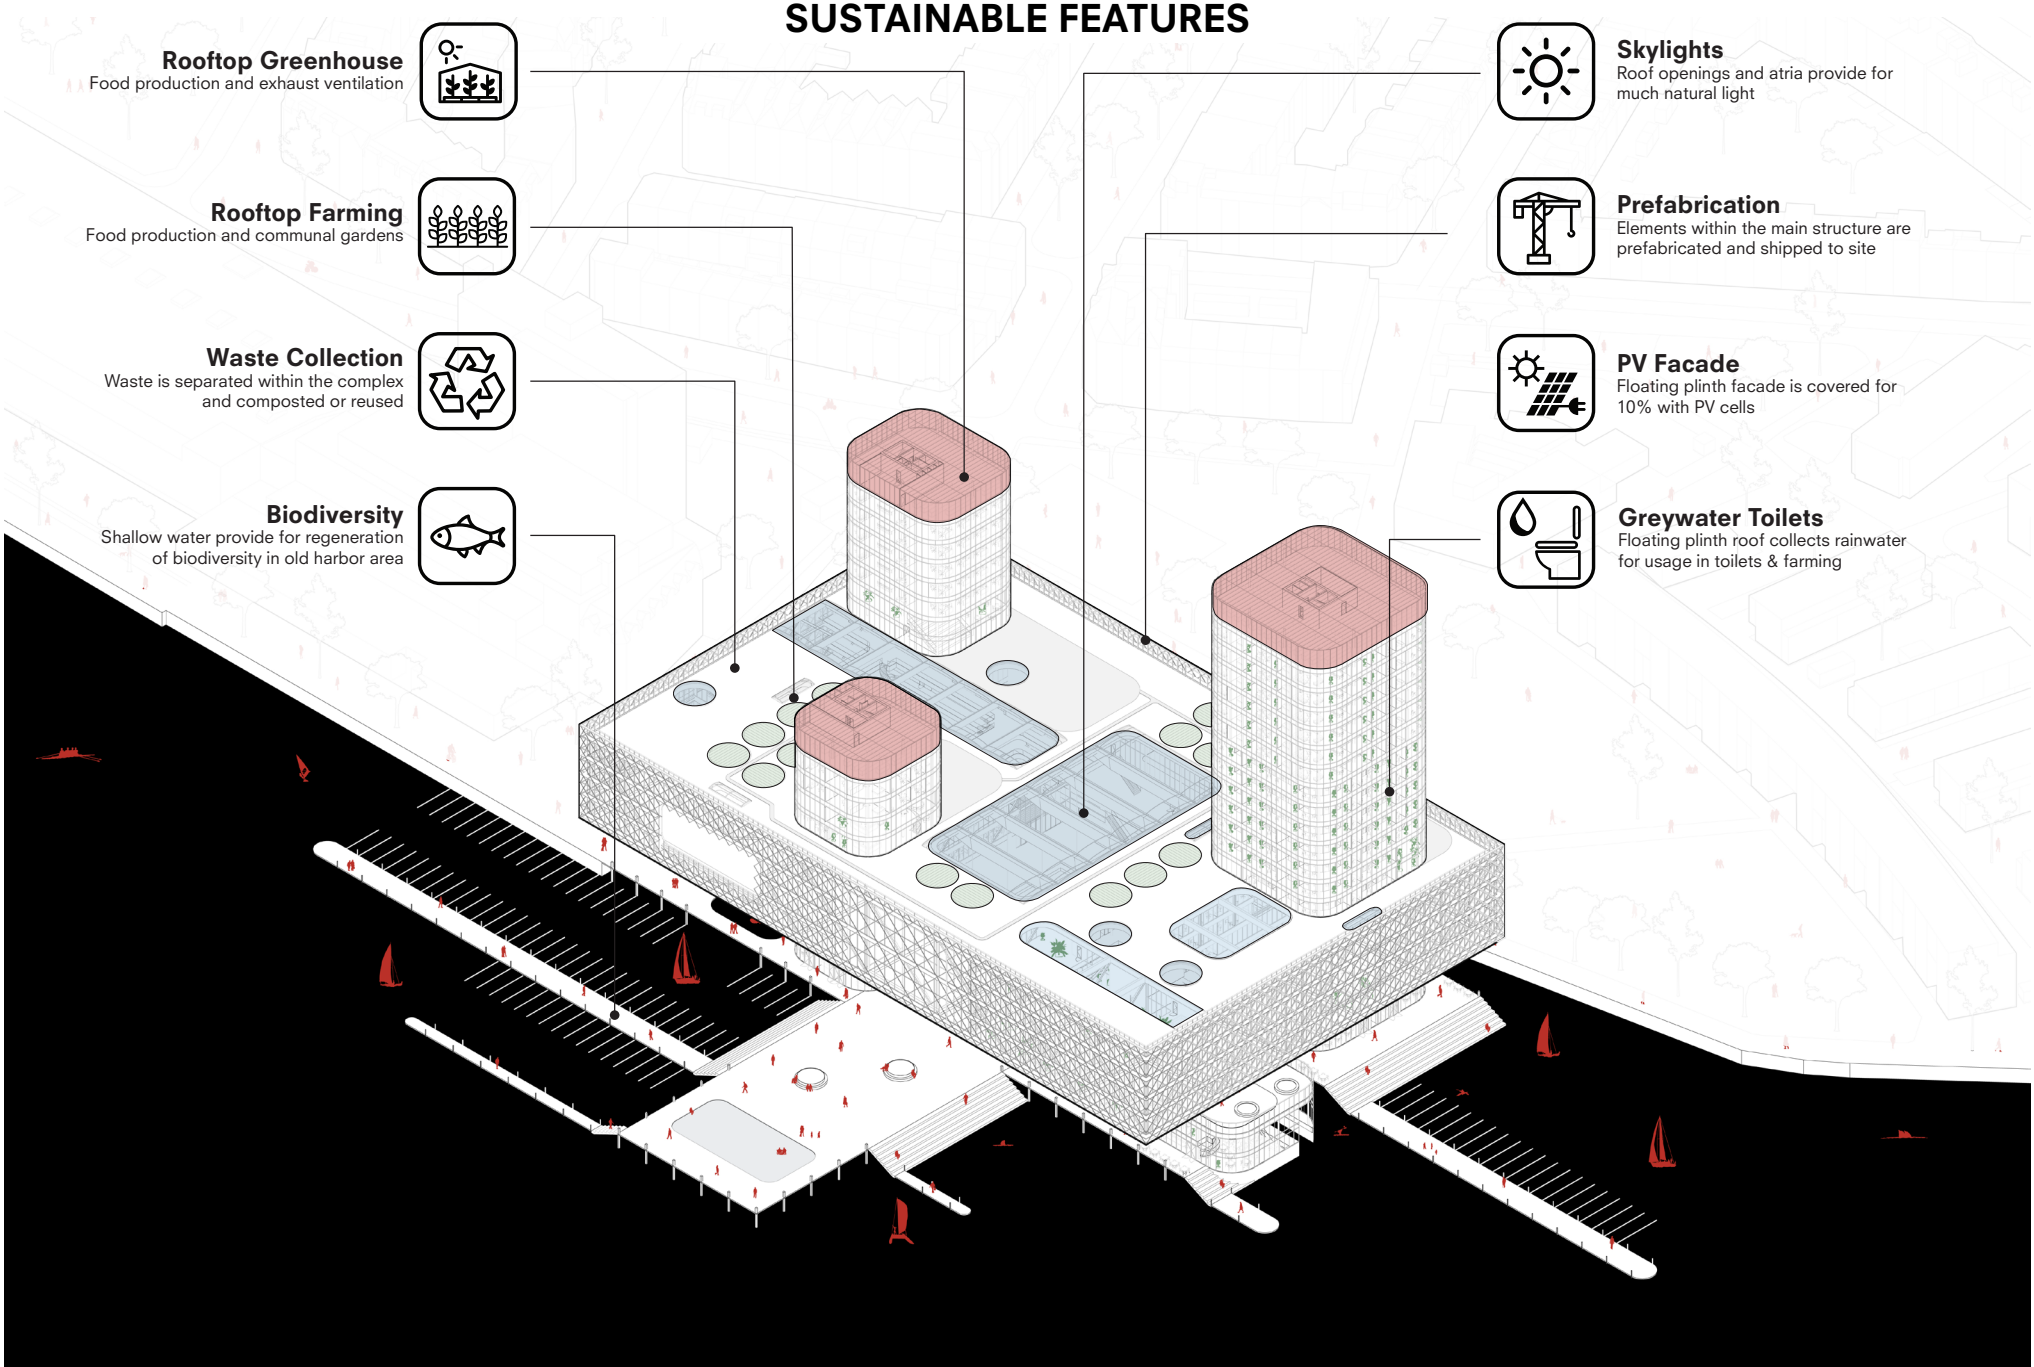 SUSTAINABLE FEATURES
Rooftop Greenhouse
Food production and exhaust ventilation
Rooftop Farming
Food production and communal gardens
Waste Collection
Waste is separated within the complex
and composted or reused
Biodiversity
Shallow water provide for regeneration
of biodiversity in old harbor area
Skylights
Roof openings and atria provide for
much natural light
Prefabrication
Elements within the main structure are
prefabricated and shipped to site
PV Facade
Floating plinth facade is covered for
10% with PV cells
Greywater Toilets
Floating plinth roof collects rainwater
for usage in toilets & farming